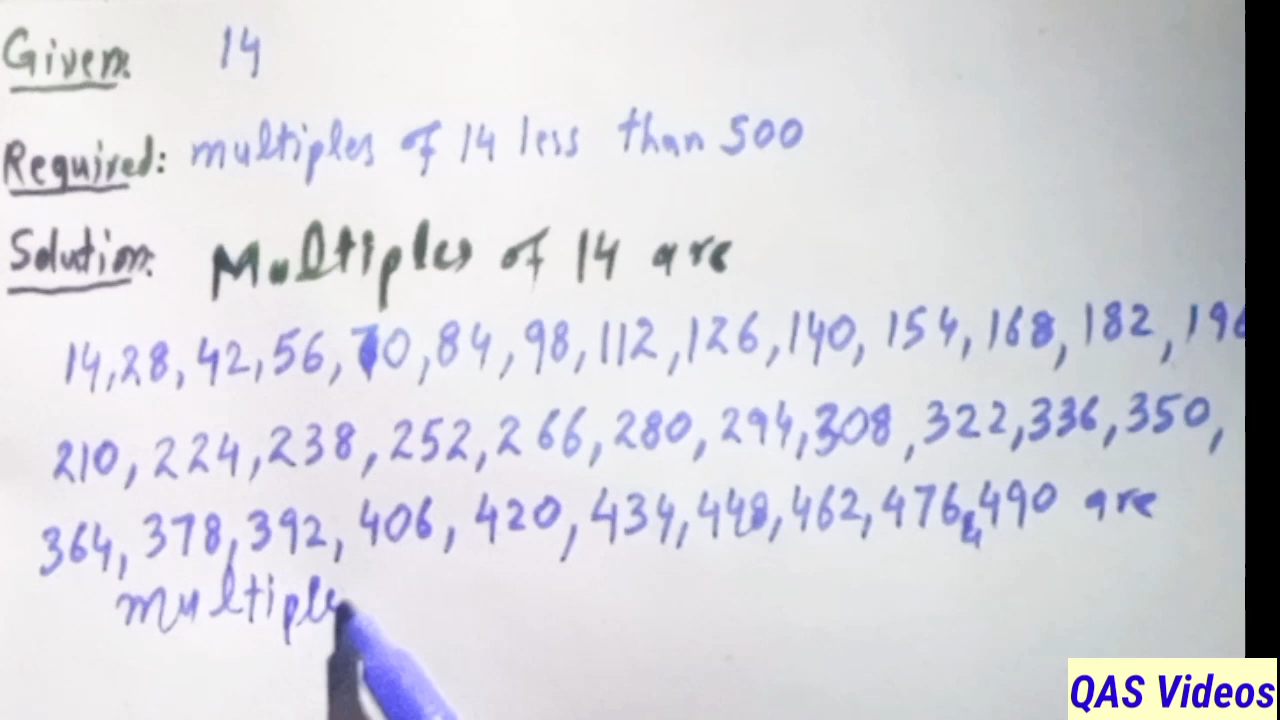 Given: 14
Required: multiples of 14 less than 500
Solution: Multiples of 14 are
14, 28, 42, 56, 70, 84, 98, 112, 126, 140, 154, 168, 182, 196
210, 224, 238, 252, 266, 280, 294, 308, 322, 336, 350,
364, 378, 392, 406, 420, 434, 448, 462, 476 & 490 are
multiple
QAS Videos